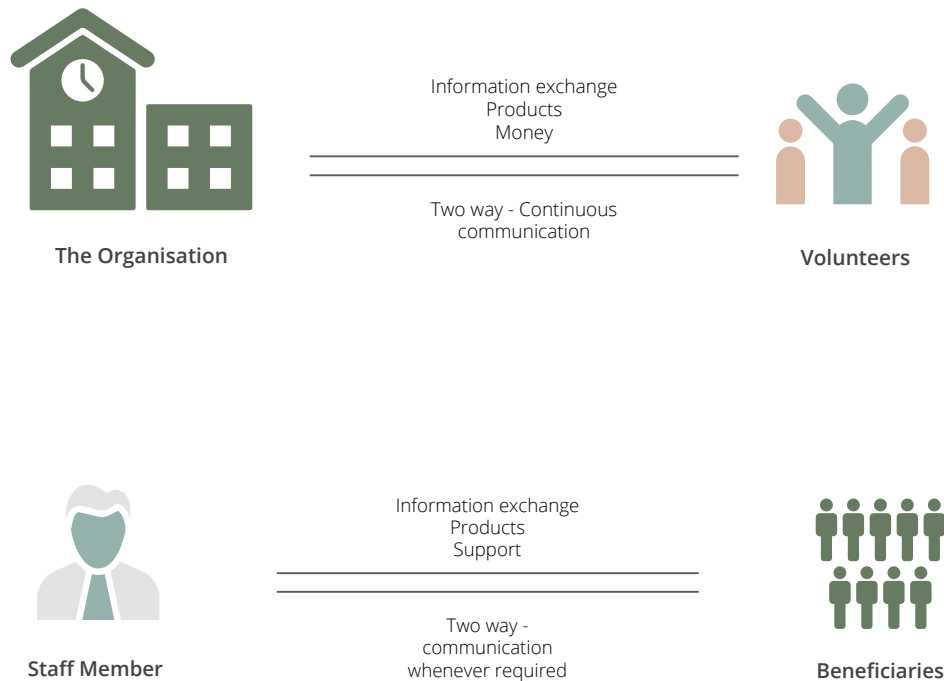 Information exchange
Products
Money
Two way - Continuous
communication
The Organisation
Volunteers
Information exchange
Products
Support
Two way -
communication
whenever required
Staff Member
Beneficiaries